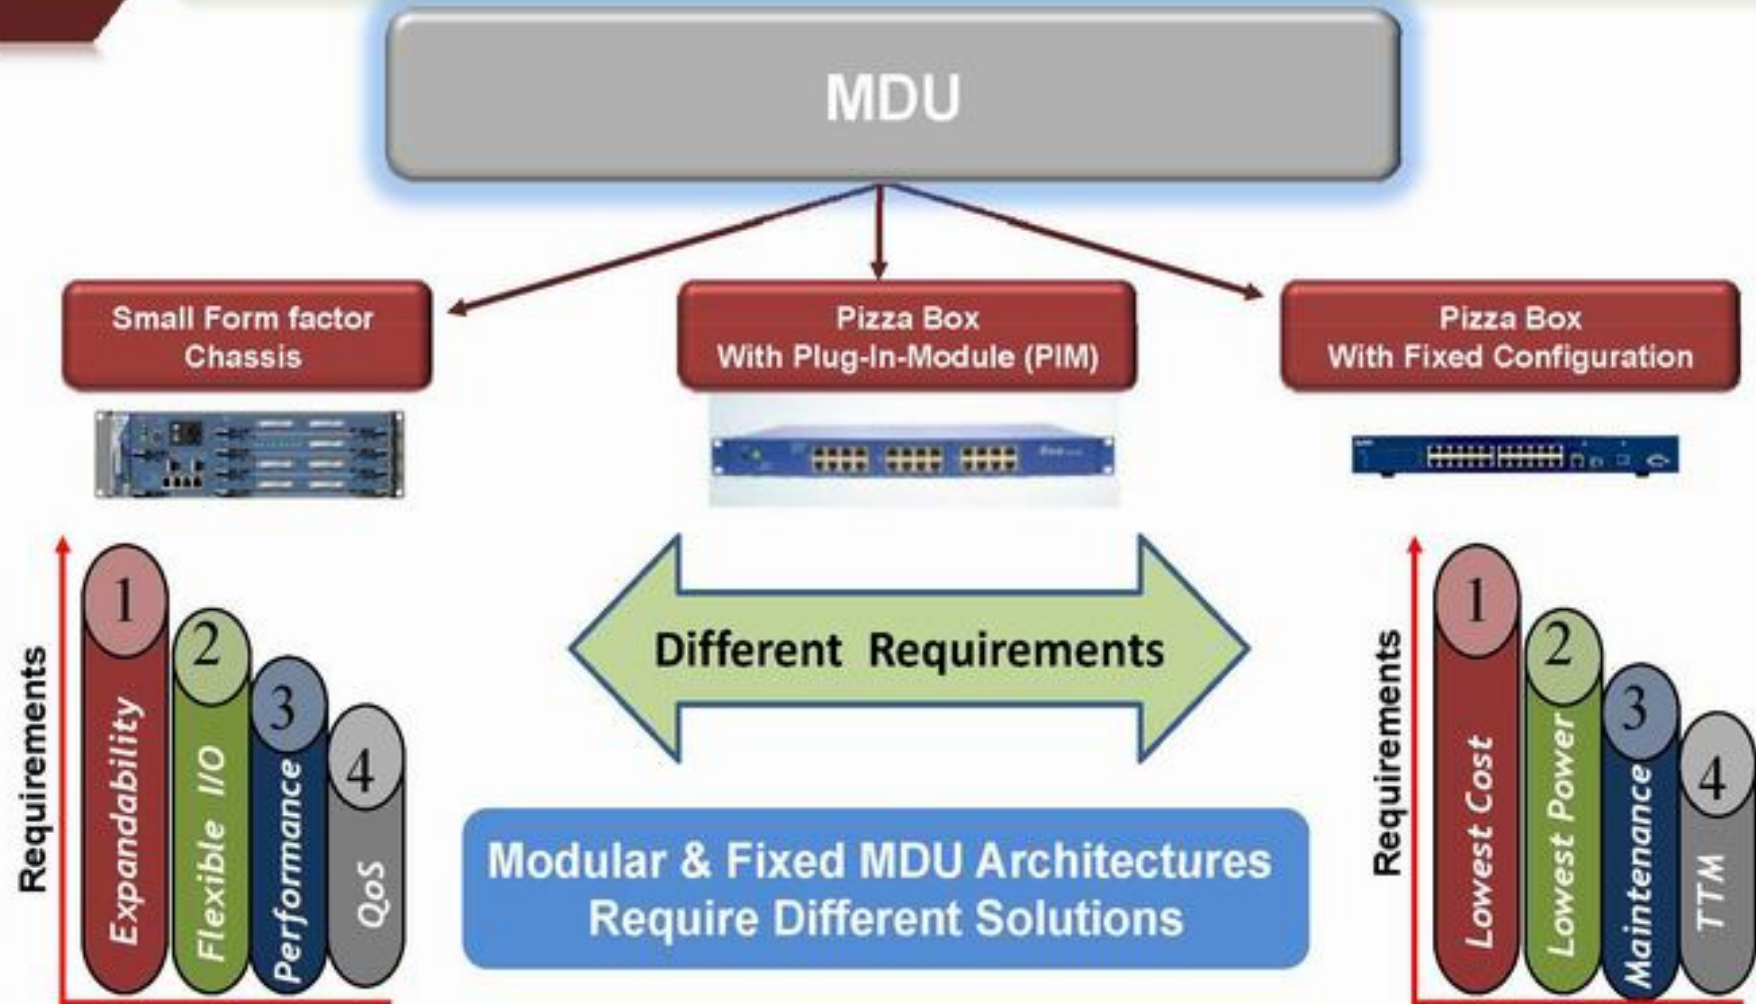 MDU
Small Form factor
Chassis
Pizza Box
With Plug-In-Module (PIM)
Pizza Box
With Fixed Configuration
Requirements
1
Expandability
2
Flexible I/O
3
Performance
4
QoS
Different Requirements
Modular & Fixed MDU Architectures
Require Different Solutions
Requirements
1
Lowest Cost
2
Lowest Power
3
Maintenance
4
TTM